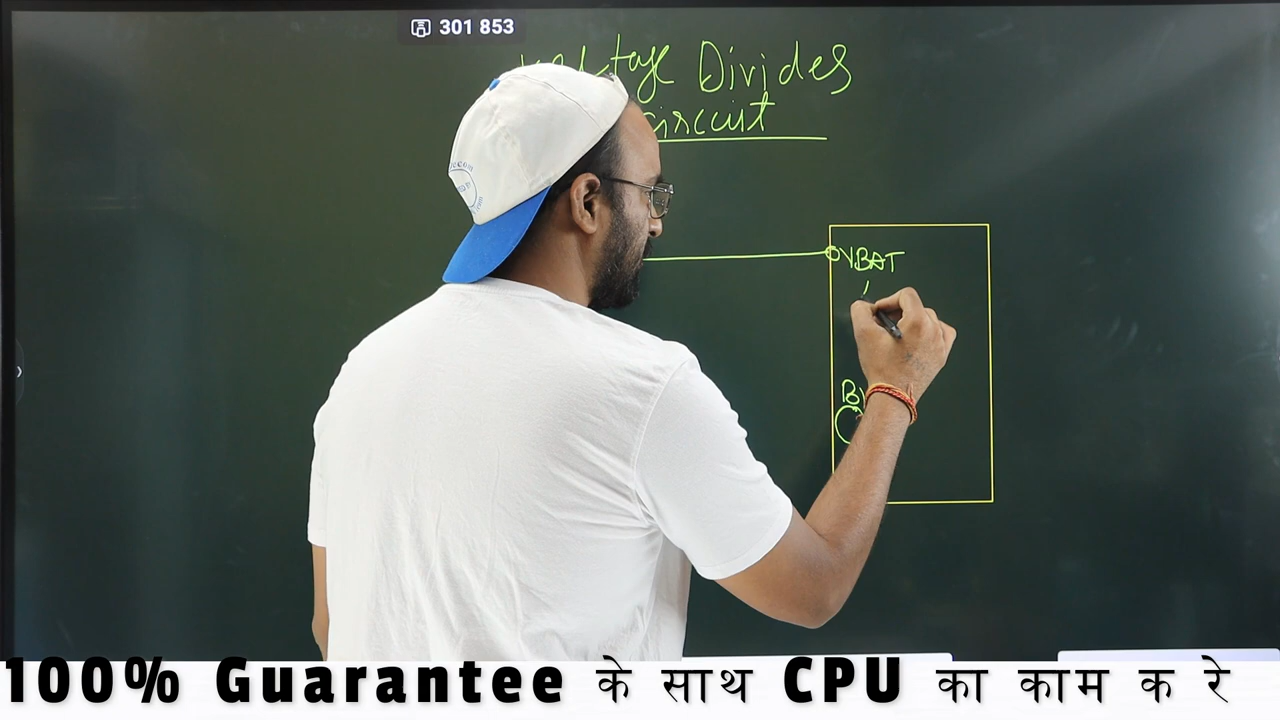 301 853
Divides
circuit
VBAT
100% Guarantee के साथ CPU का काम क रे